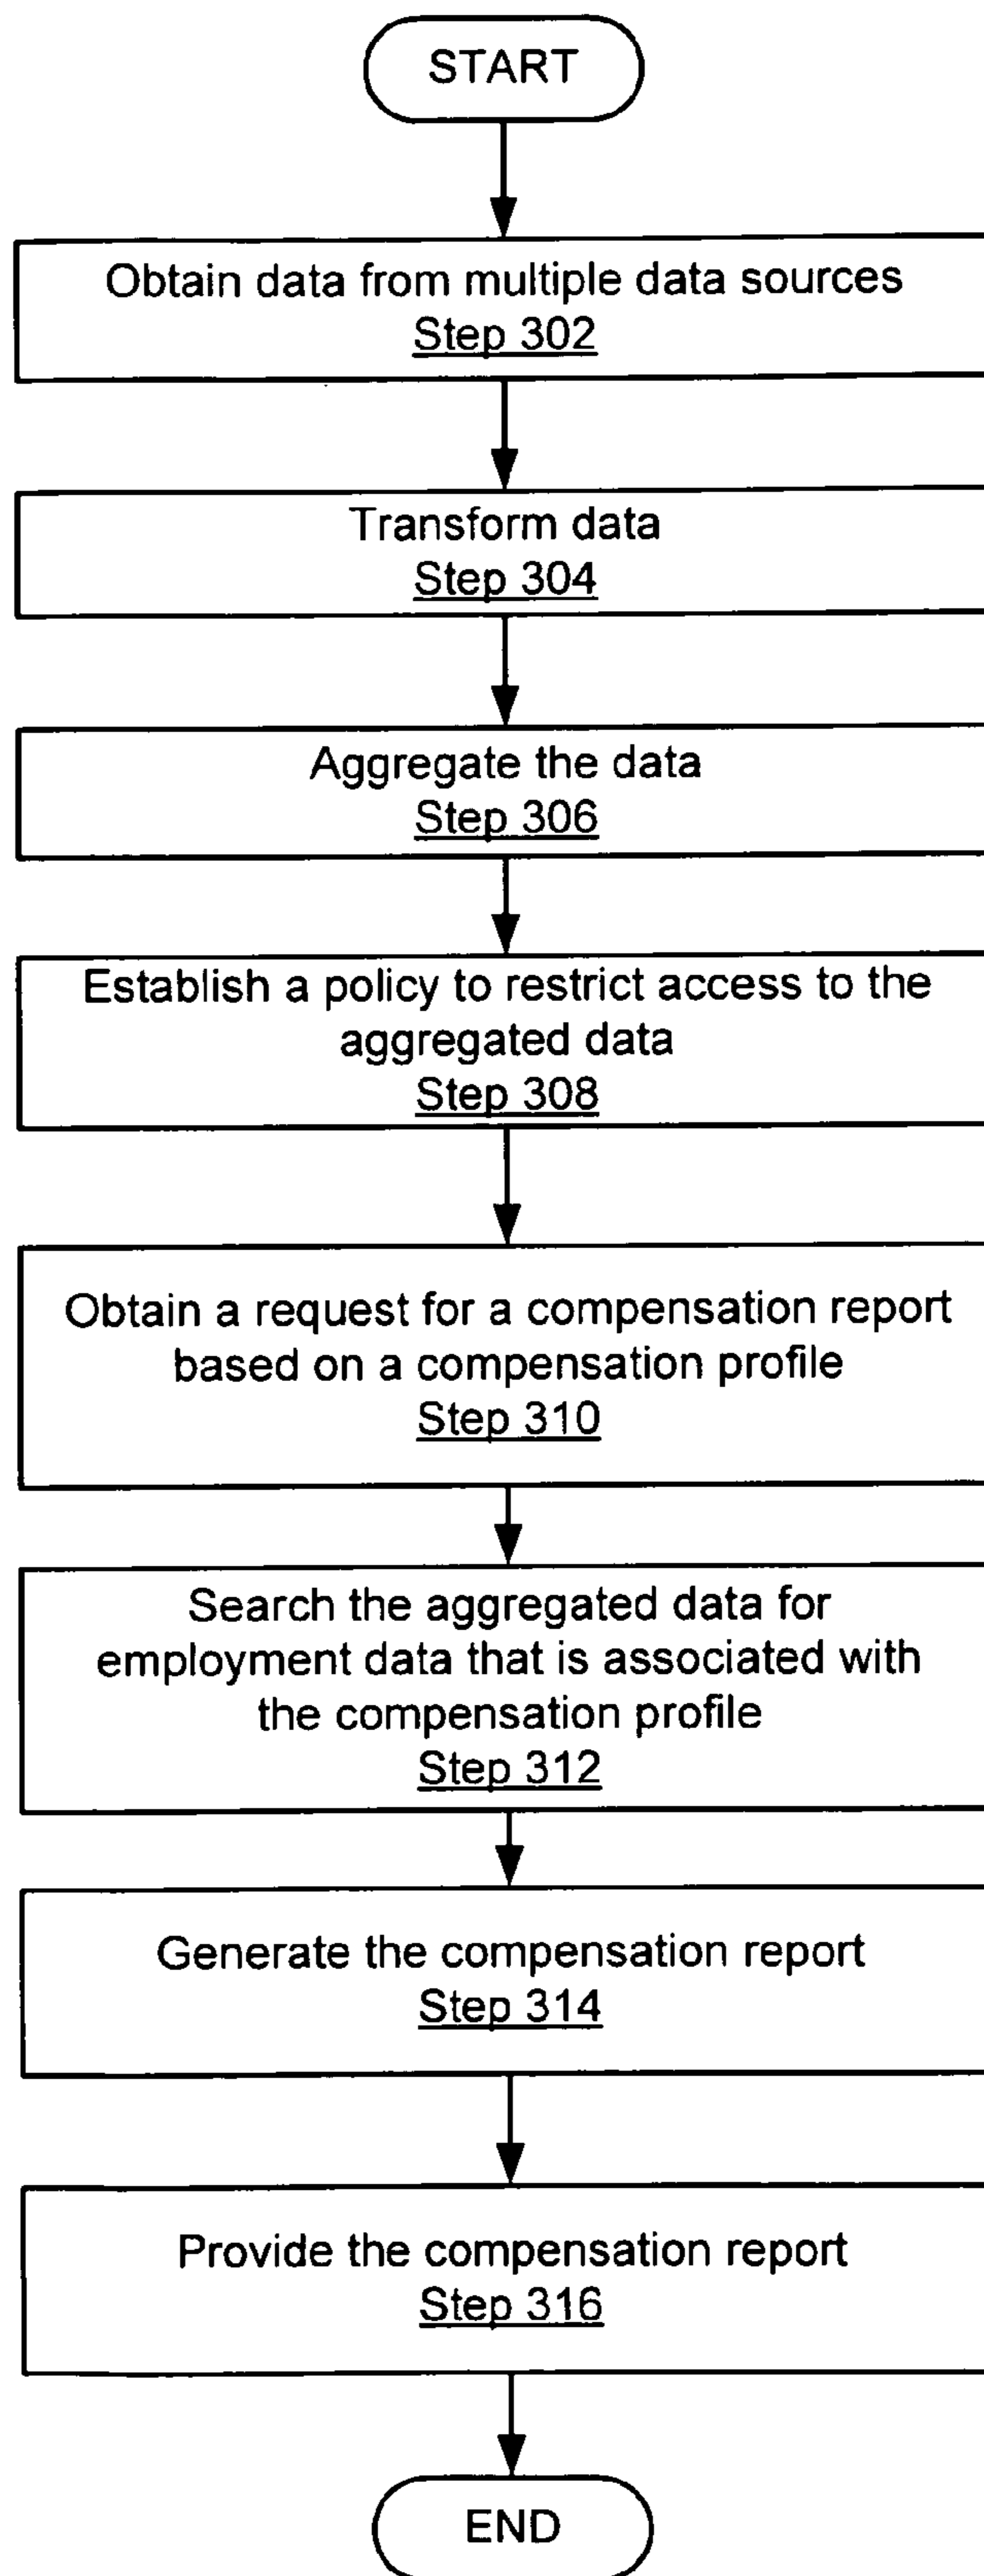 START
Obtain data from multiple data sources
Step 302
Transform data
Step 304
Aggregate the data
Step 306
Establish a policy to restrict access to the
aggregated data
Step 308
Obtain a request for a compensation report
based on a compensation profile
Step 310
Search the aggregated data for
employment data that is associated with
the compensation profile
Step 312
Generate the compensation report
Step 314
Provide the compensation report
Step 316
END